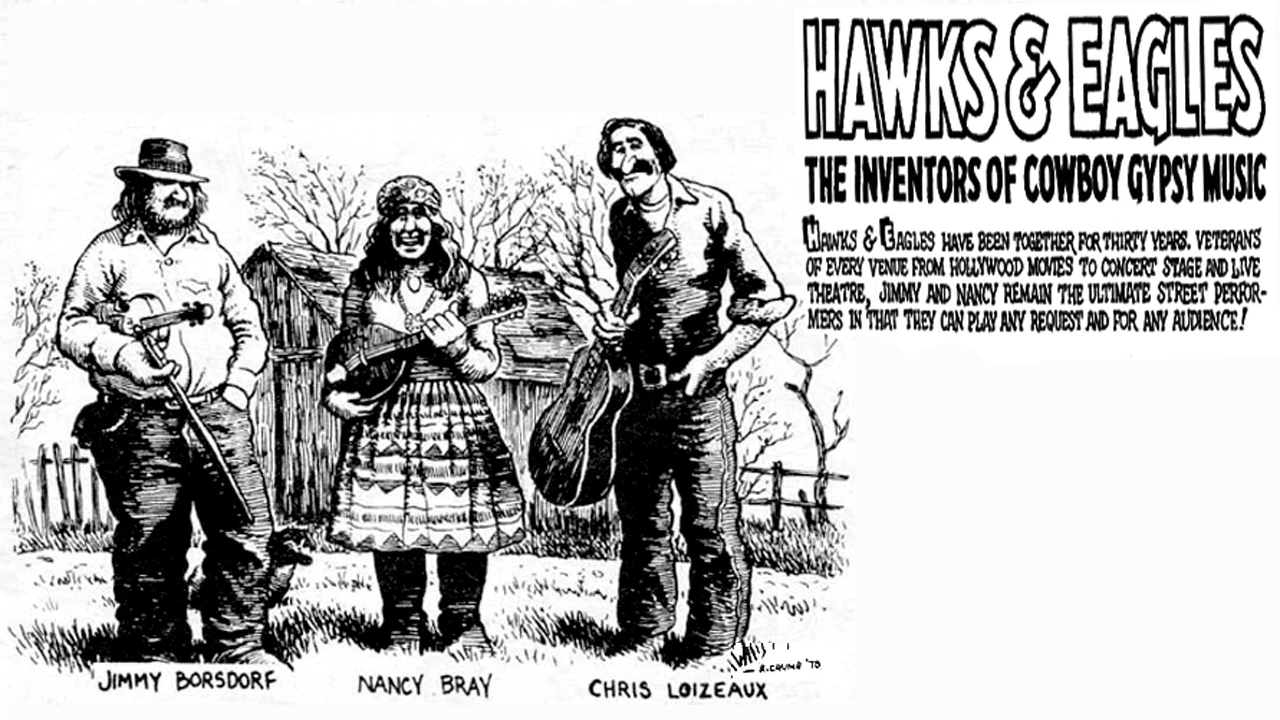 HAWKS & EAGLES
THE INVENTORS OF COWBOY GYPSY MUSIC
HAWKS & EAGLES HAVE BEEN TOGETHER FOR THIRTY YEARS. VETERANS
OF EVERY VENUE FROM HOLLYWOOD MOVIES TO CONCERT STAGE AND LIVE
THEATRE, JIMMY AND NANCY REMAIN THE ULTIMATE STREET PERFOR-
MERS IN THAT THEY CAN PLAY ANY REQUEST AND FOR ANY AUDIENCE!
R. CRUMB '78
JIMMY BORSDORF
NANCY BRAY
CHRIS LOIZEAUX